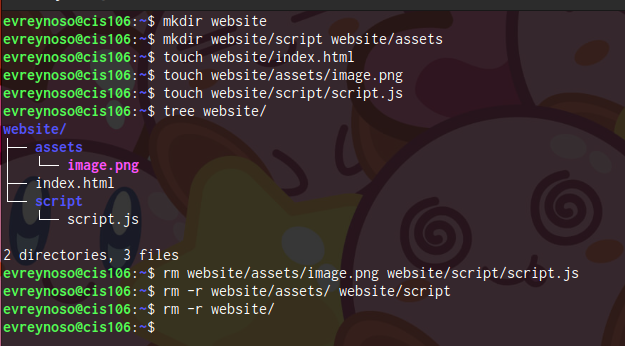 evreynoso@cis106:~$ mkdir website
evreynoso@cis106:~$ mkdir website/script website/assets
evreynoso@cis106:~$ touch website/index.html
evreynoso@cis106:~$ touch website/assets/image.png
evreynoso@cis106:~$ touch website/script/script.js
evreynoso@cis106:~$ tree website/
website/
├── assets
│   └── image.png
├── index.html
└── script
    └── script.js
2 directories, 3 files
evreynoso@cis106:~$ rm website/assets/image.png website/script/script.js
evreynoso@cis106:~$ rm -r website/assets/ website/script
evreynoso@cis106:~$ rm -r website/
evreynoso@cis106:~$